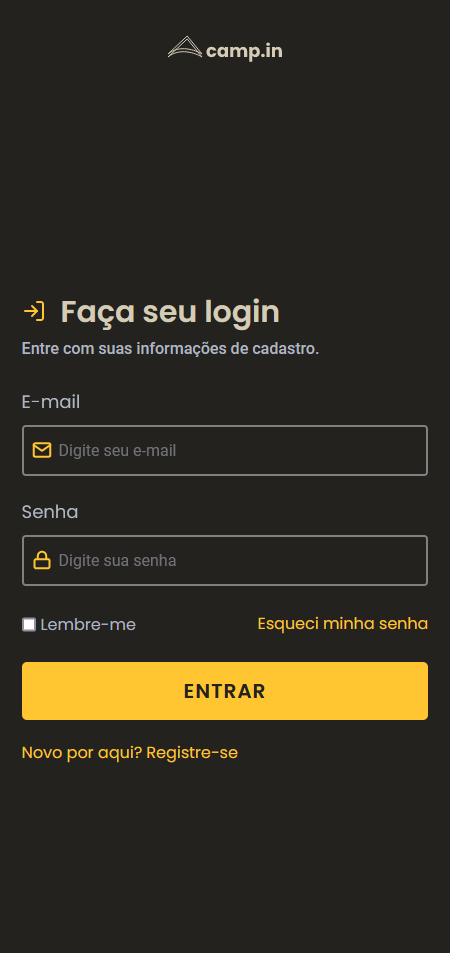 camp.in
Faça seu login
Entre com suas informações de cadastro.
E-mail
Digite seu e-mail
Senha
Digite sua senha
Lembre-me
Esqueci minha senha
ENTRAR
Novo por aqui? Registre-se